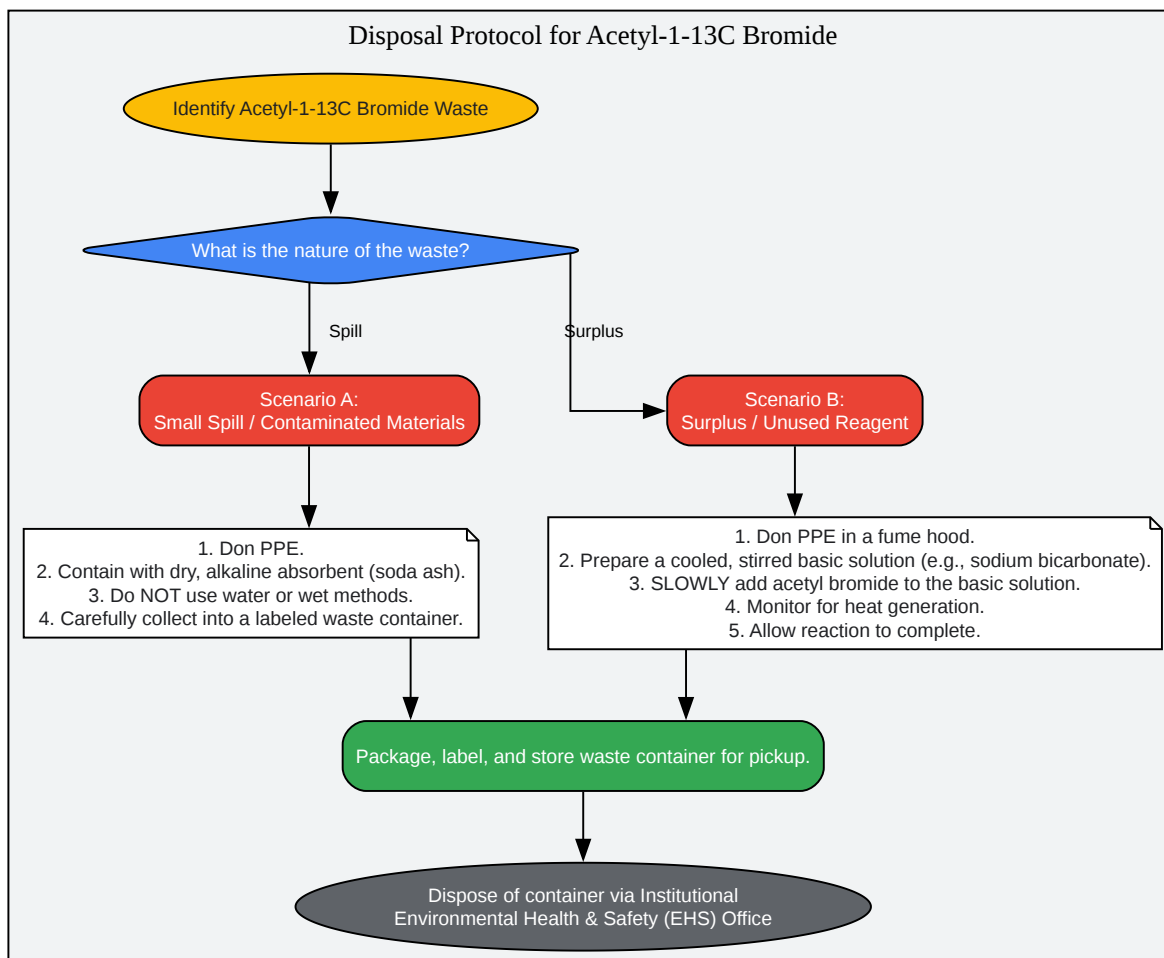 Disposal Protocol for Acetyl-1-13C Bromide
Identify Acetyl-1-13C Bromide Waste
What is the nature of the waste?
Spill
Surplus
Scenario A:
Small Spill / Contaminated Materials
Scenario B:
Surplus / Unused Reagent
1. Don PPE.
2. Contain with dry, alkaline absorbent (soda ash).
3. Do NOT use water or wet methods.
4. Carefully collect into a labeled waste container.
1. Don PPE in a fume hood.
2. Prepare a cooled, stirred basic solution (e.g., sodium bicarbonate).
3. SLOWLY add acetyl bromide to the basic solution.
4. Monitor for heat generation.
5. Allow reaction to complete.
Package, label, and store waste container for pickup.
Dispose of container via Institutional
Environmental Health & Safety (EHS) Office